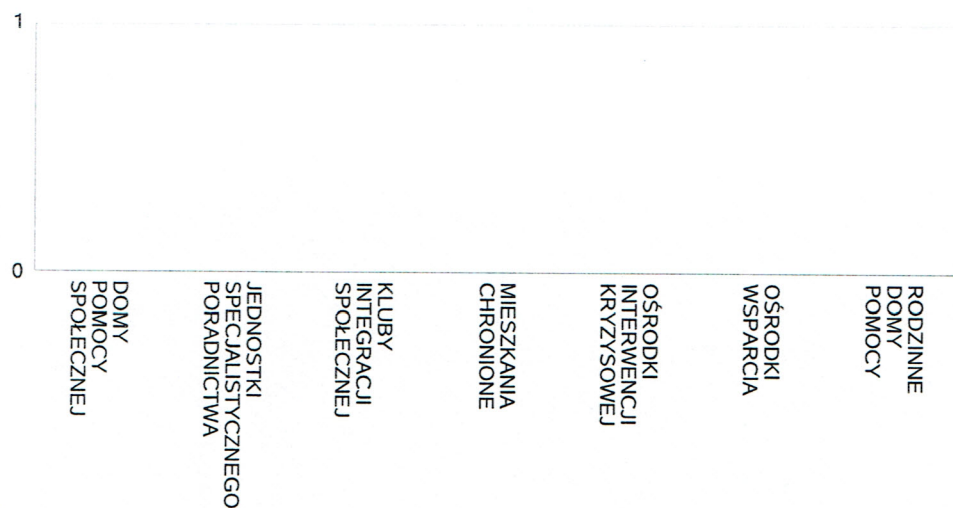 1
0
DOMY
POMOCY
SPOŁECZNEJ
JEDNOSTKI
SPECJALISTYCZNEGO
PORADNICTWA
KLUBY
INTEGRACJI
SPOŁECZNEJ
MIESZKANIA
CHRONIONE
OŚRODKI
INTERWENCJI
KRYZYSOWEJ
OŚRODKI
WSPARCIA
RODZINNE
DOMY
POMOCY